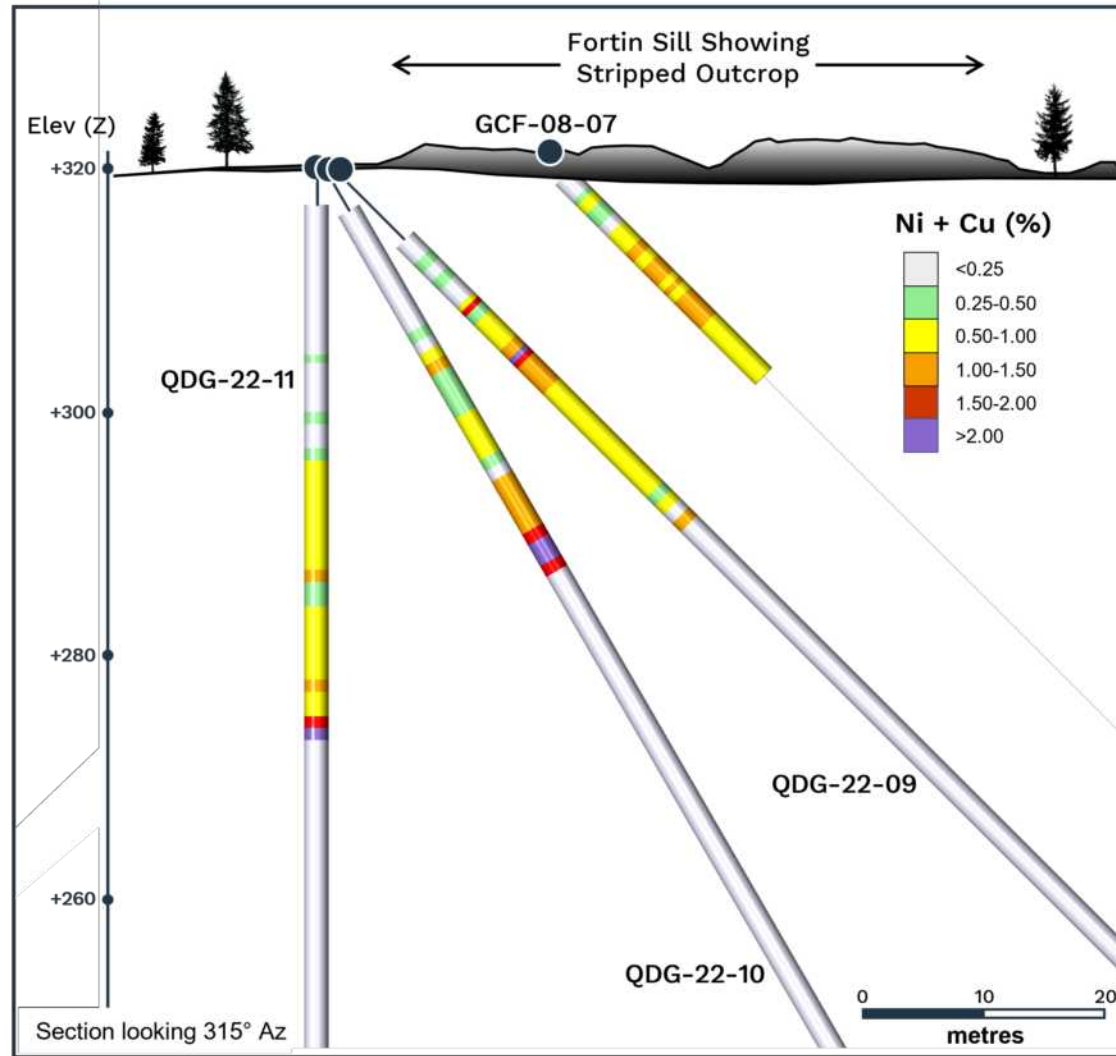 Fortin Sill Showing
Stripped Outcrop
Elev (Z)
GCF-08-07
+320
Ni + Cu (%)
<0.25
0.25-0.50
0.50-1.00
1.00-1.50
1.50-2.00
>2.00
QDG-22-11
+300
+280
QDG-22-09
+260
QDG-22-10
0 10 20
metres
Section looking 315° Az